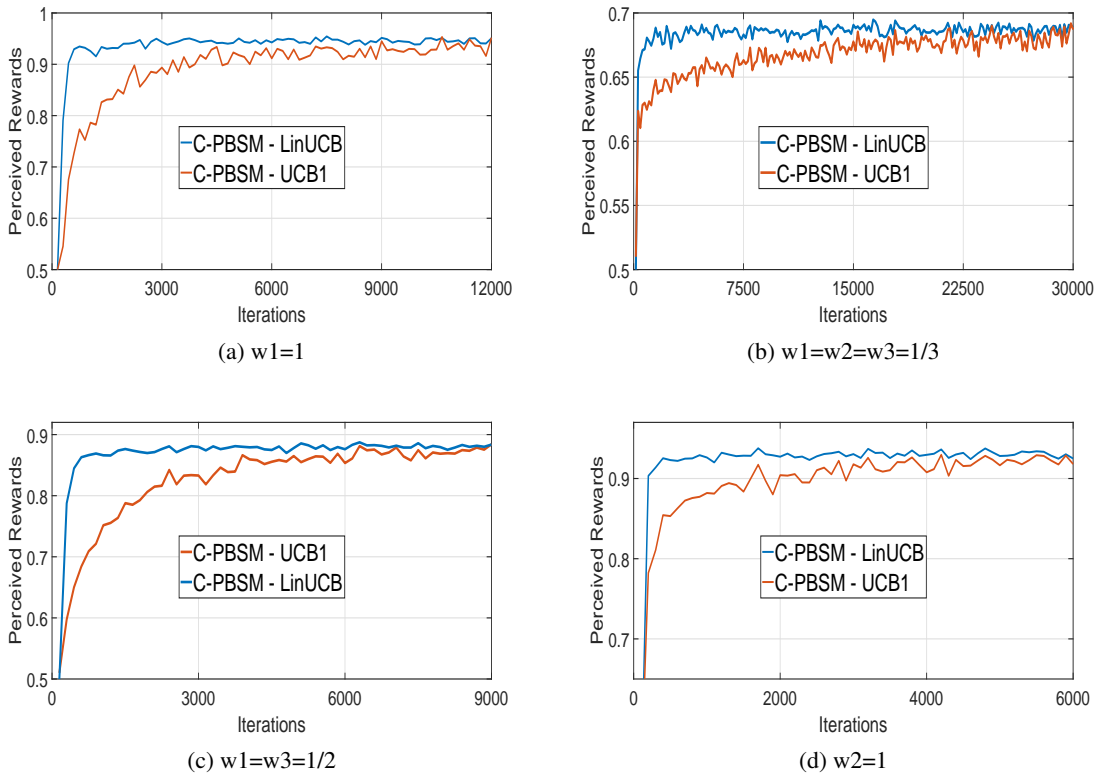 1
0.9
0.8
0.7
0.6
0.5
Perceived Rewards
C-PBSM - LinUCB
C-PBSM - UCB1
0 3000 6000 9000 12000
Iterations
(a) w1=1
0.7
0.65
0.6
0.55
0.5
Perceived Rewards
C-PBSM - LinUCB
C-PBSM - UCB1
0 7500 15000 22500 30000
Iterations
(b) w1=w2=w3=1/3
0.9
0.8
0.7
0.6
0.5
Perceived Rewards
C-PBSM - UCB1
C-PBSM - LinUCB
0 3000 6000 9000
Iterations
(c) w1=w3=1/2
0.9
0.8
0.7
Perceived Rewards
C-PBSM - LinUCB
C-PBSM - UCB1
0 2000 4000 6000
Iterations
(d) w2=1